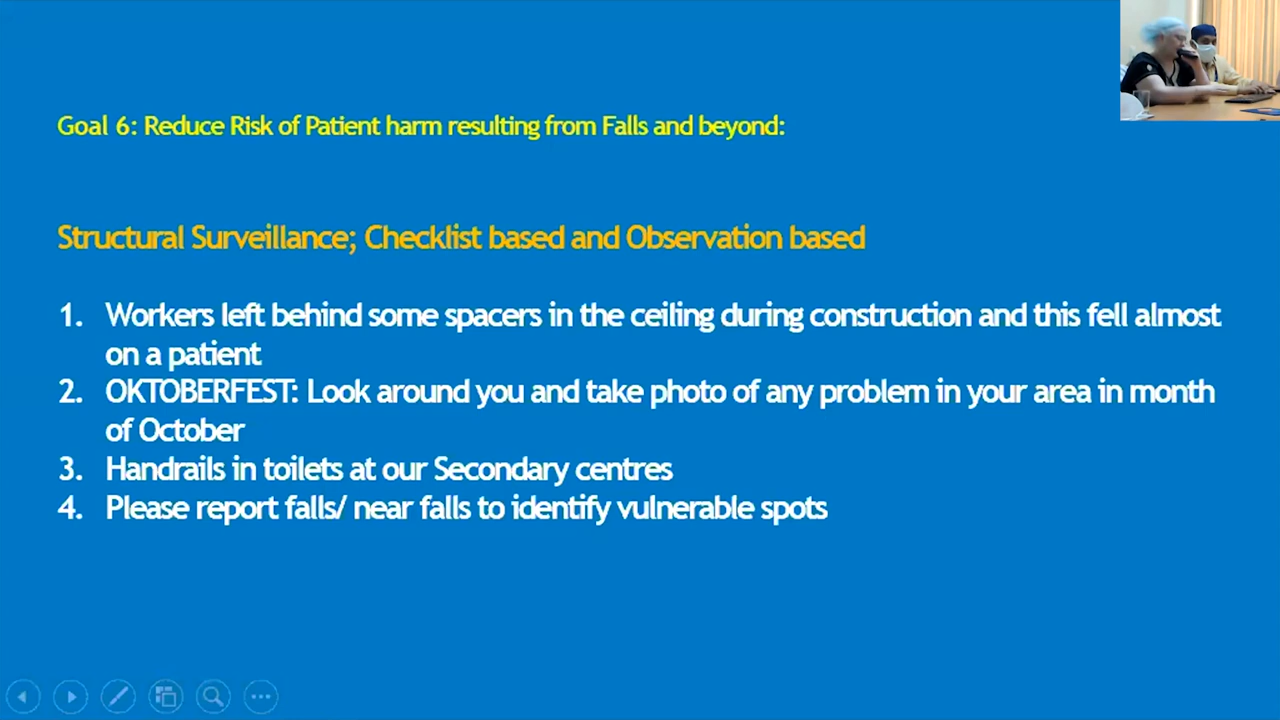 Goal 6: Reduce Risk of Patient harm resulting from Falls and beyond:
Structural Surveillance; Checklist based and Observation based
1. Workers left behind some spacers in the ceiling during construction and this fell almost
on a patient
2. OKTOBERFEST: Look around you and take photo of any problem in your area in month
of October
3. Handrails in toilets at our Secondary centres
4. Please report falls/ near falls to identify vulnerable spots